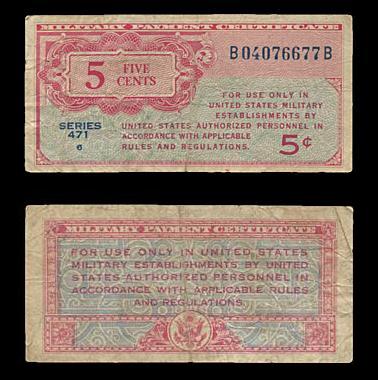 MILITARY PAYMENT CERTIFICATE
B04076677B
5 FIVE
CENTS
FOR USE ONLY IN
UNITED STATES MILITARY
ESTABLISHMENTS BY
UNITED STATES AUTHORIZED PERSONNEL IN
ACCORDANCE WITH APPLICABLE
RULES AND REGULATIONS.
SERIES
471
6
5¢
MILITARY PAYMENT CERTIFICATE
FOR USE ONLY IN UNITED STATES
MILITARY ESTABLISHMENTS BY UNITED
STATES AUTHORIZED PERSONNEL IN
ACCORDANCE WITH APPLICABLE RULES
AND REGULATIONS.